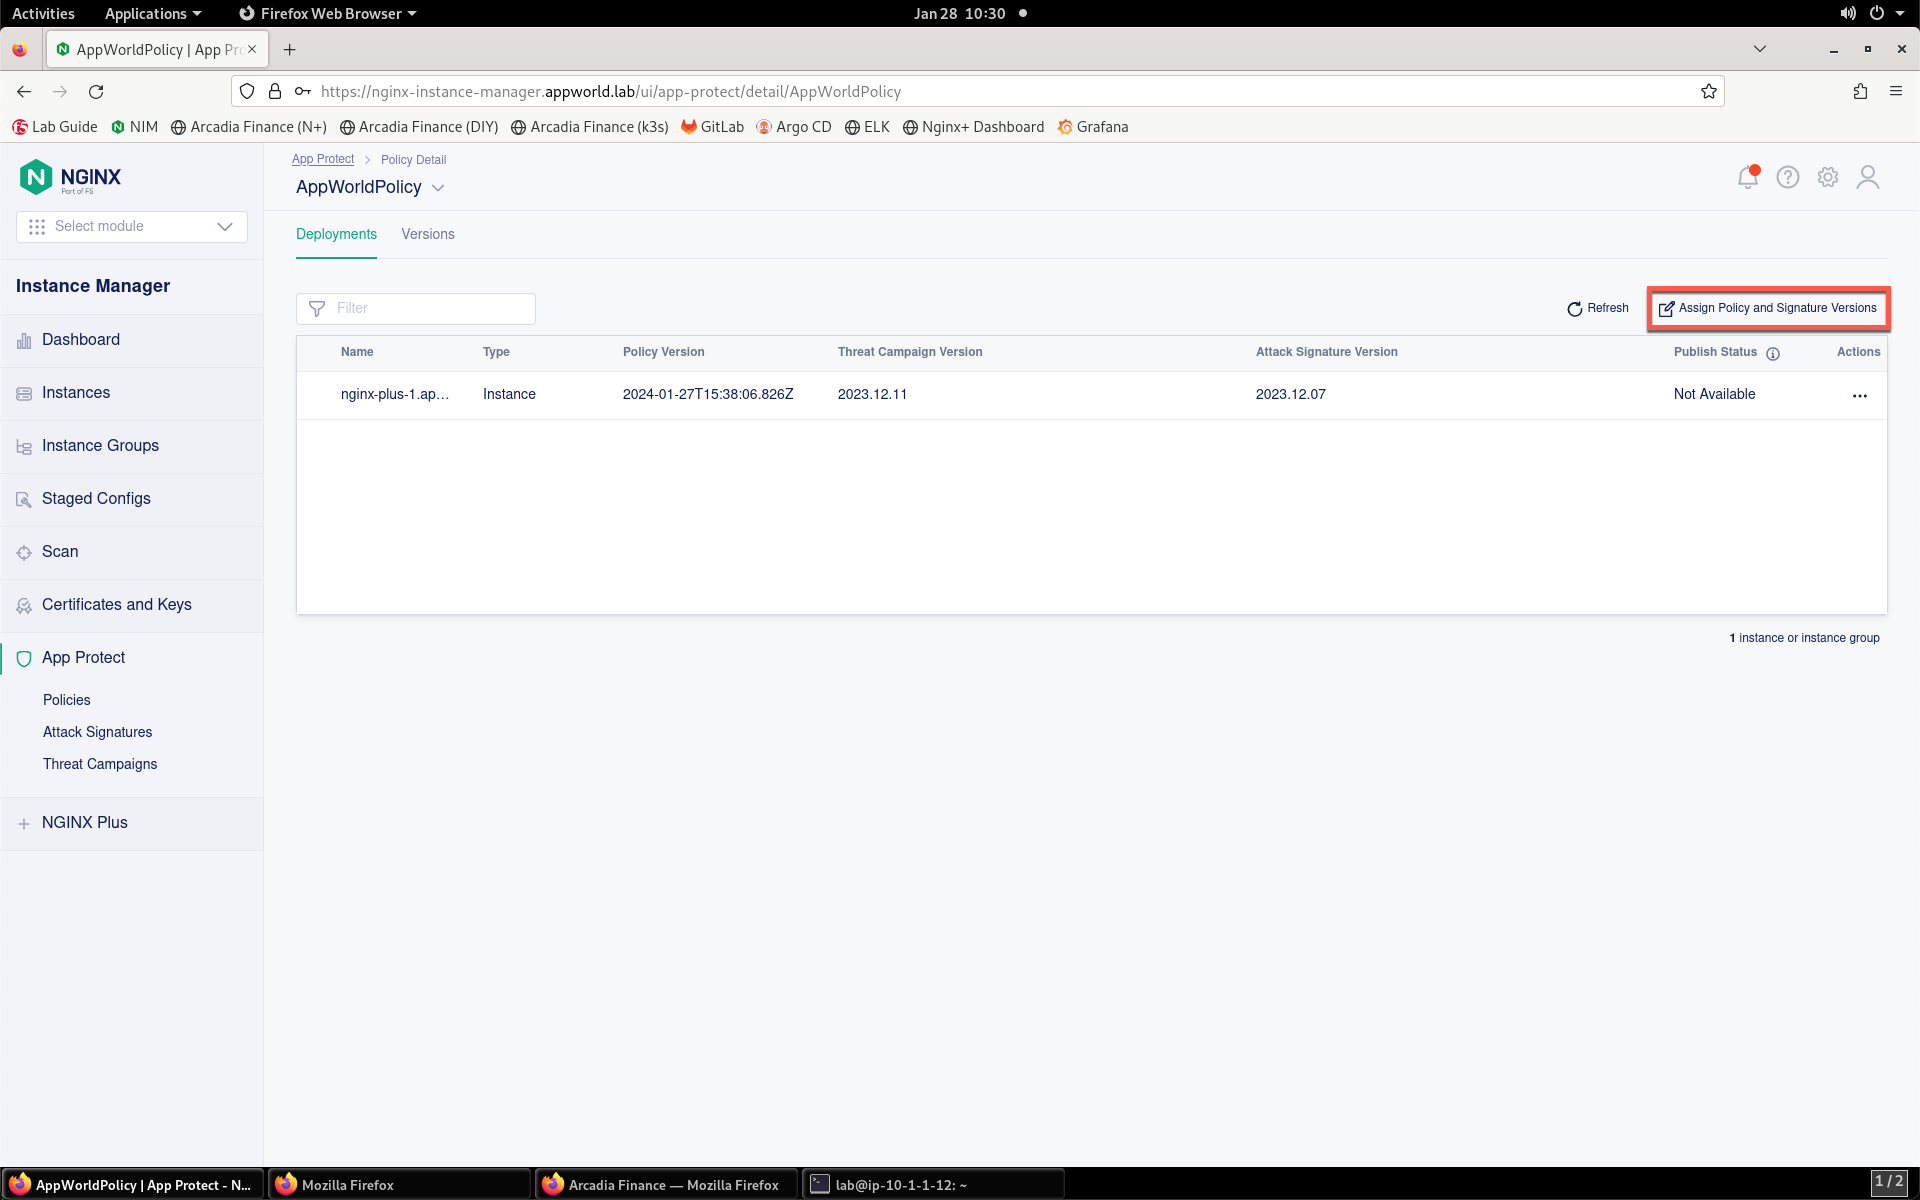 Activities Applications Firefox Web Browser Jan 28 10:30
AppWorldPolicy | App Pr
https://nginx-instance-manager.appworld.lab/ui/app-protect/detail/AppWorldPolicy
Lab Guide NIM Arcadia Finance (N+) Arcadia Finance (DIY) Arcadia Finance (k3s) GitLab Argo CD ELK Nginx+ Dashboard Grafana
NGINX
Part of F5
Select module
Instance Manager
Dashboard
Instances
Instance Groups
Staged Configs
Scan
Certificates and Keys
App Protect
Policies
Attack Signatures
Threat Campaigns
NGINX Plus
App Protect > Policy Detail
AppWorldPolicy
Deployments Versions
Filter
Refresh Assign Policy and Signature Versions
Name Type Policy Version Threat Campaign Version Attack Signature Version Publish Status Actions
nginx-plus-1.ap... Instance 2024-01-27T15:38:06.826Z 2023.12.11 2023.12.07 Not Available ...
1 instance or instance group
AppWorldPolicy | App Protect - N... Mozilla Firefox Arcadia Finance — Mozilla Firefox lab@ip-10-1-1-12: ~ 1 / 2